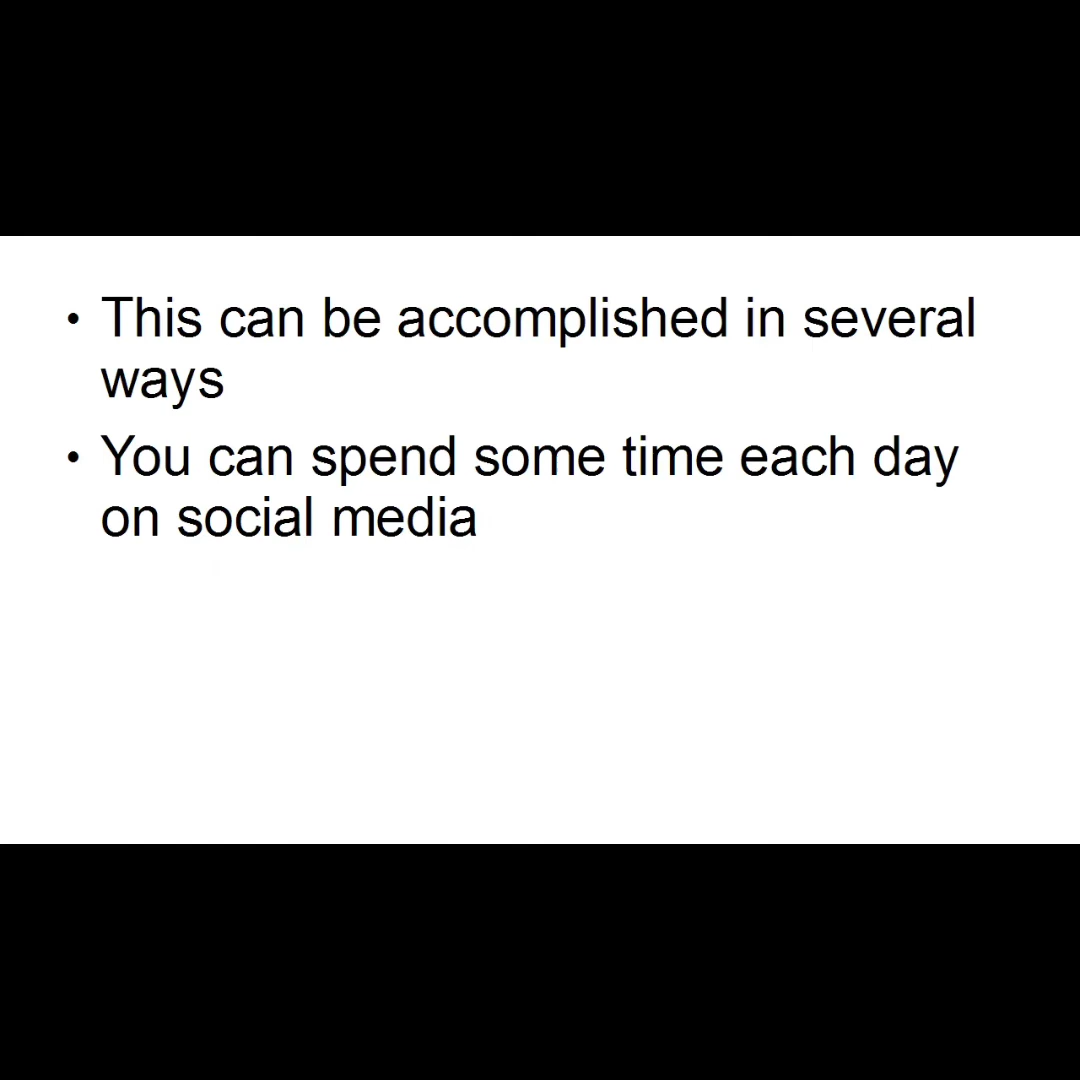 • This can be accomplished in several
ways
• You can spend some time each day
on social media